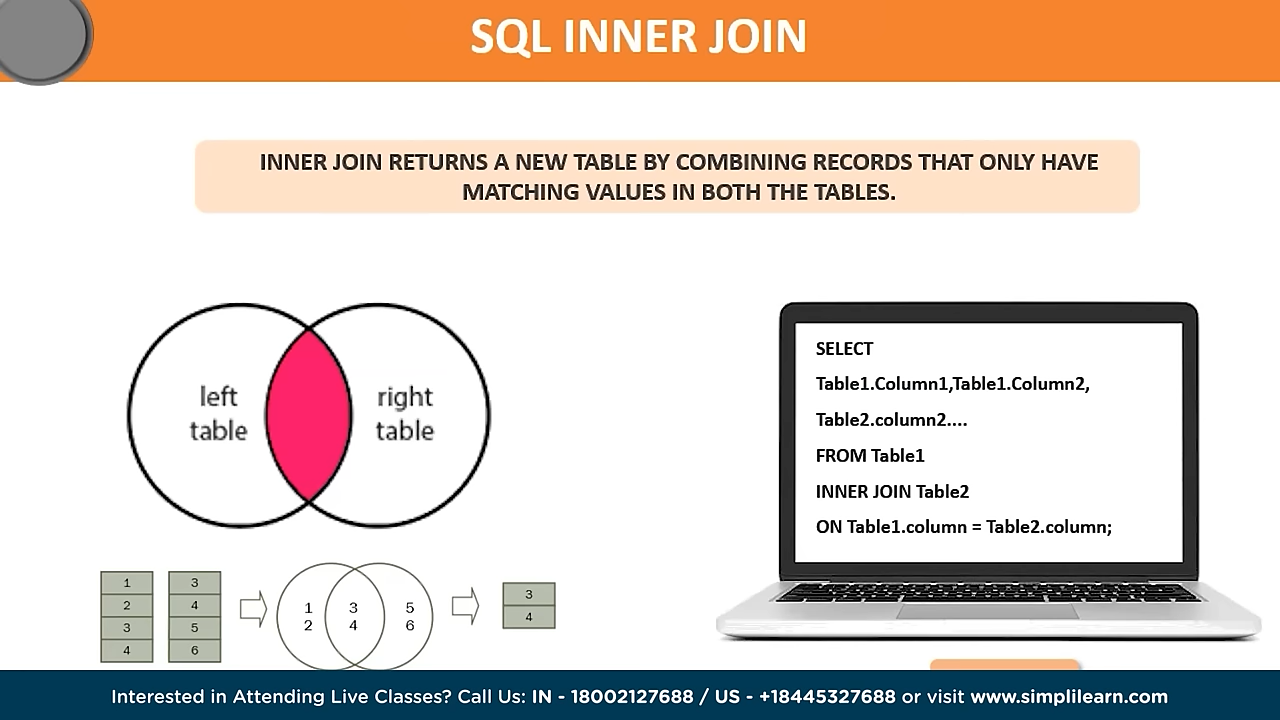 SQL INNER JOIN
INNER JOIN RETURNS A NEW TABLE BY COMBINING RECORDS THAT ONLY HAVE
MATCHING VALUES IN BOTH THE TABLES.
left
table
right
table
SELECT
Table1.Column1,Table1.Column2,
Table2.column2....
FROM Table1
INNER JOIN Table2
ON Table1.column = Table2.column;
1
2
3
4
3
4
5
6
1
2
3
4
5
6
3
4
Interested in Attending Live Classes? Call Us: IN - 18002127688 / US - +18445327688 or visit www.simplilearn.com